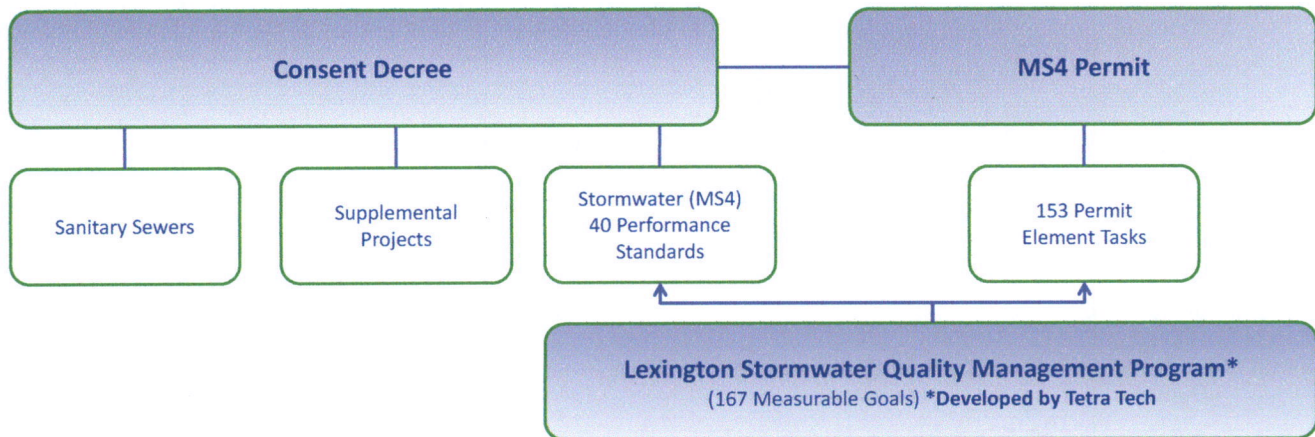 Consent Decree
MS4 Permit
Sanitary Sewers
Supplemental
Projects
Stormwater (MS4)
40 Performance
Standards
153 Permit
Element Tasks
Lexington Stormwater Quality Management Program*
(167 Measurable Goals) *Developed by Tetra Tech